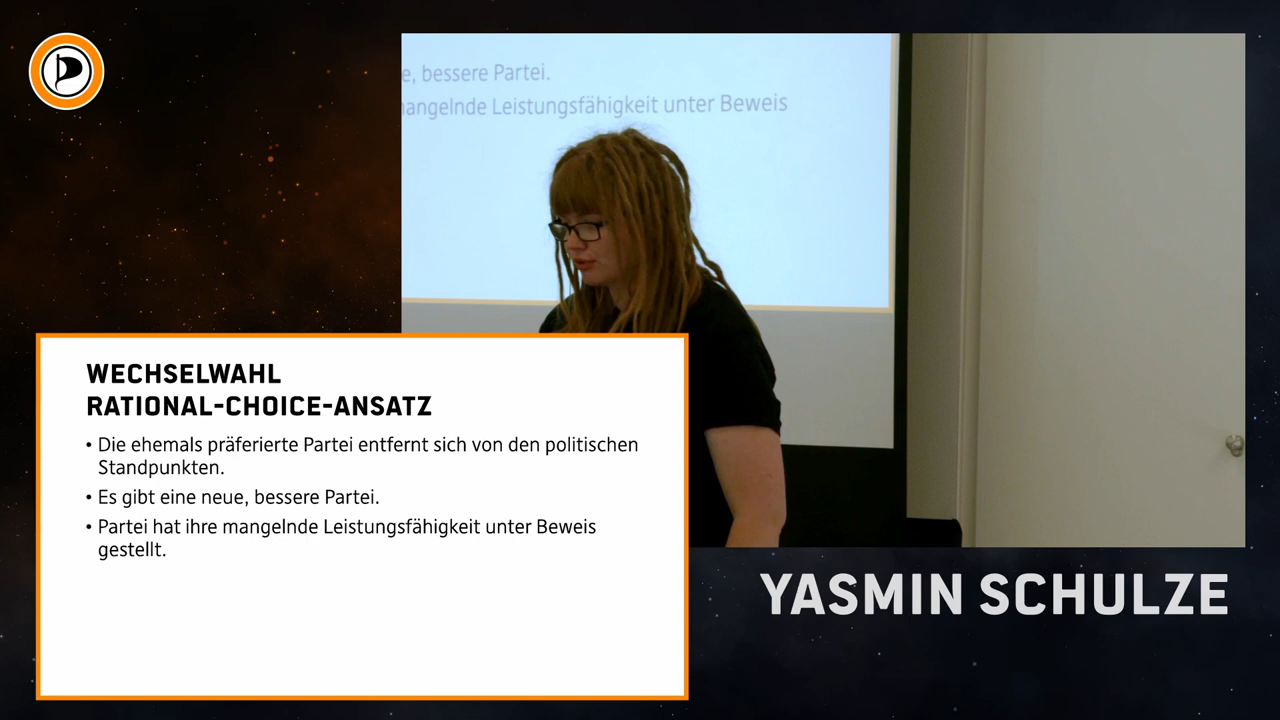 e, bessere Partei.
mangelnde Leistungsfähigkeit unter Beweis
WECHSELWAHL
RATIONAL-CHOICE-ANSATZ
• Die ehemals präferierte Partei entfernt sich von den politischen
Standpunkten.
• Es gibt eine neue, bessere Partei.
• Partei hat ihre mangelnde Leistungsfähigkeit unter Beweis
gestellt.
YASMIN SCHULZE